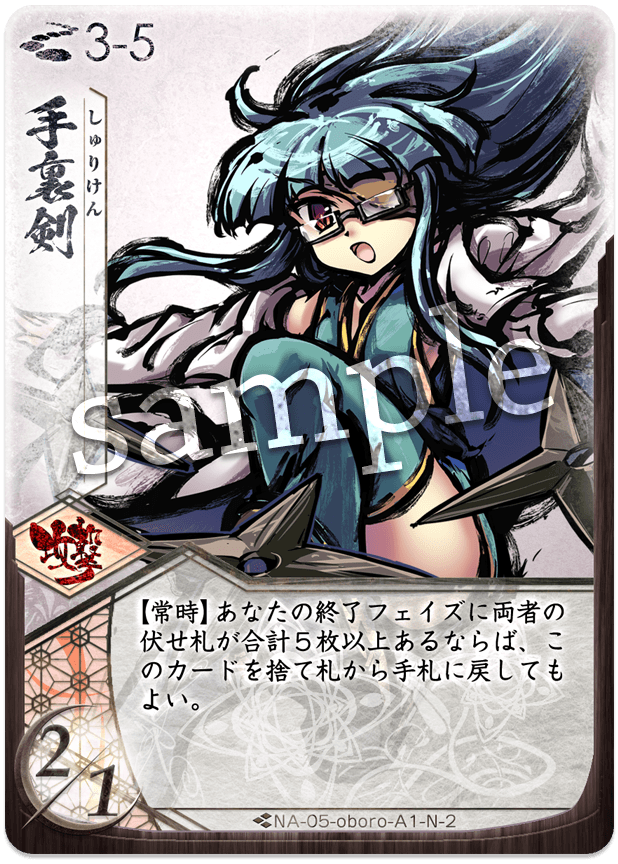 3-5
手裏剣
しゅりけん
sample
攻撃
【常時】あなたの終了フェイズに両者の
伏せ札が合計5枚以上あるならば、こ
のカードを捨て札から手札に戻しても
よい。
2/1
NA-05-oboro-A1-N-2